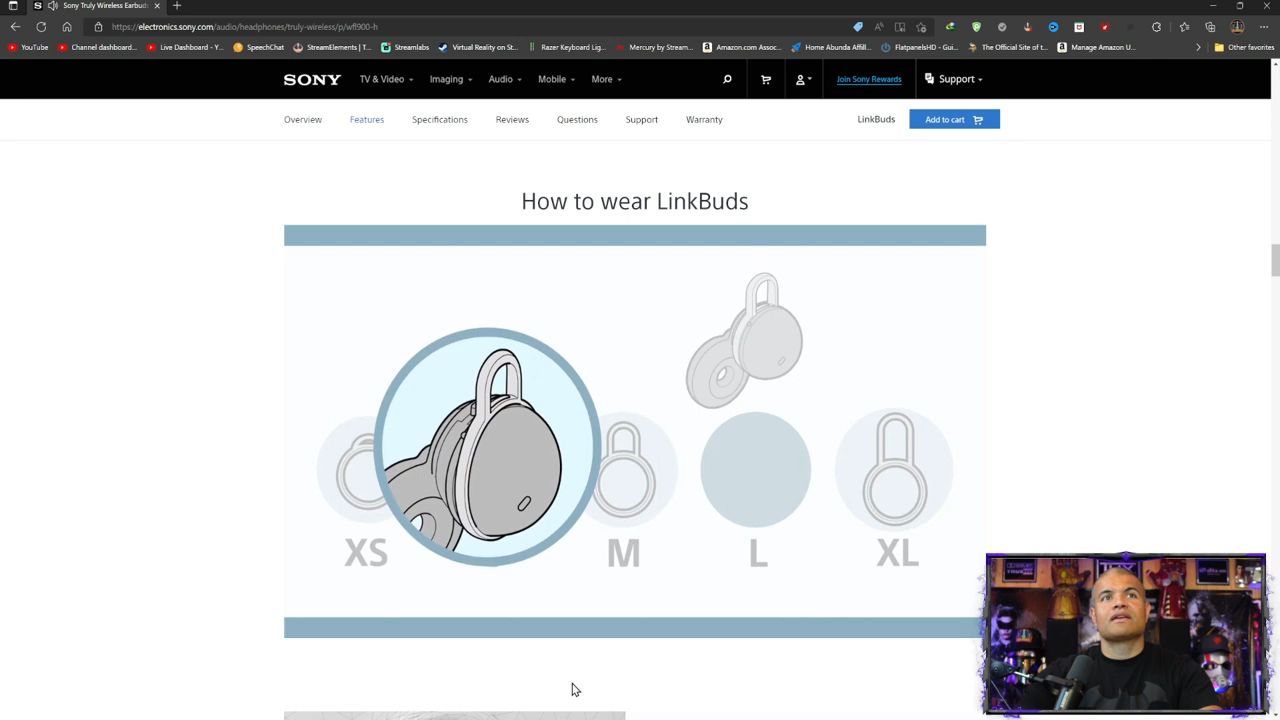 Sony Truly Wireless Earbud
https://electronics.sony.com/audio/headphones/truly-wireless/p/wfl900-h
YouTube Channel dashboard... Live Dashboard - Y... SpeechChat StreamElements | T... Streamlabs Virtual Reality on St... Razer Keyboard Lig... Mercury by Stream... Amazon.com Assoc... Home Abunda Affili... FlatpanelsHD - Gui... The Official Site of t... Manage Amazon U... Other favorites
SONY TV & Video Imaging Audio Mobile More Join Sony Rewards Support
Overview Features Specifications Reviews Questions Support Warranty LinkBuds Add to cart
How to wear LinkBuds
XS M L XL